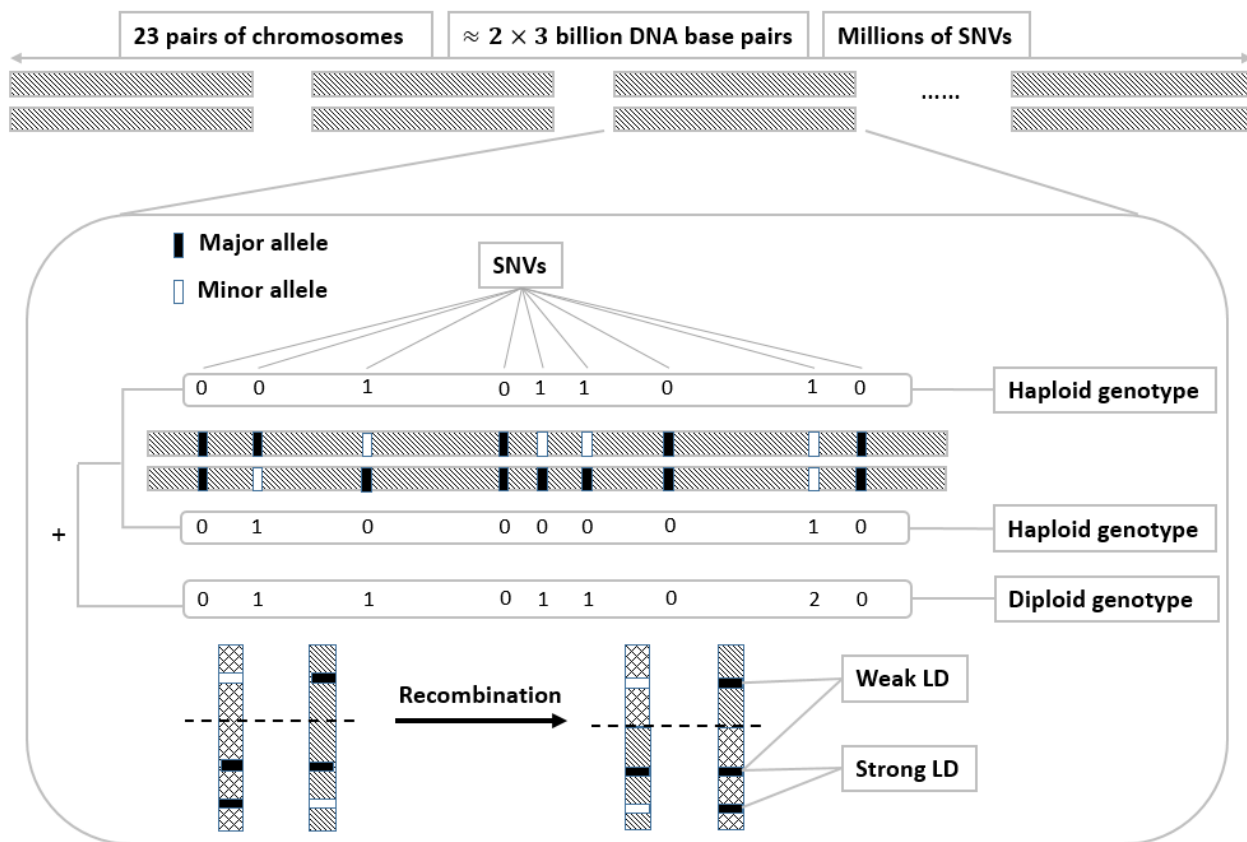 23 pairs of chromosomes
≈ 2 × 3 billion DNA base pairs
Millions of SNVs
......
Major allele
Minor allele
SNVs
0 0 1 0 1 1 0 1 0
Haploid genotype
+
0 1 0 0 0 0 0 1 0
Haploid genotype
0 1 1 0 1 1 0 2 0
Diploid genotype
Recombination
Weak LD
Strong LD